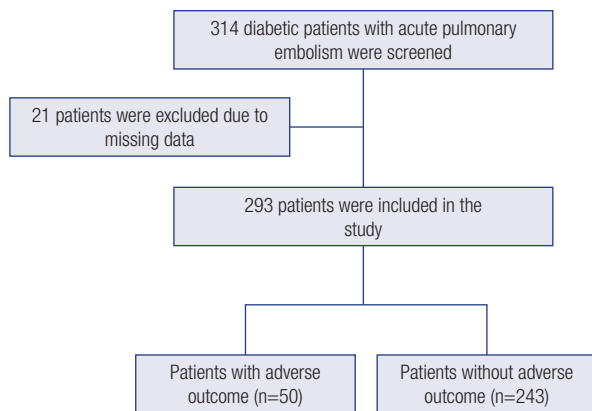 314 diabetic patients with acute pulmonary
embolism were screened
21 patients were excluded due to
missing data
293 patients were included in the
study
Patients with adverse
outcome (n=50)
Patients without adverse
outcome (n=243)